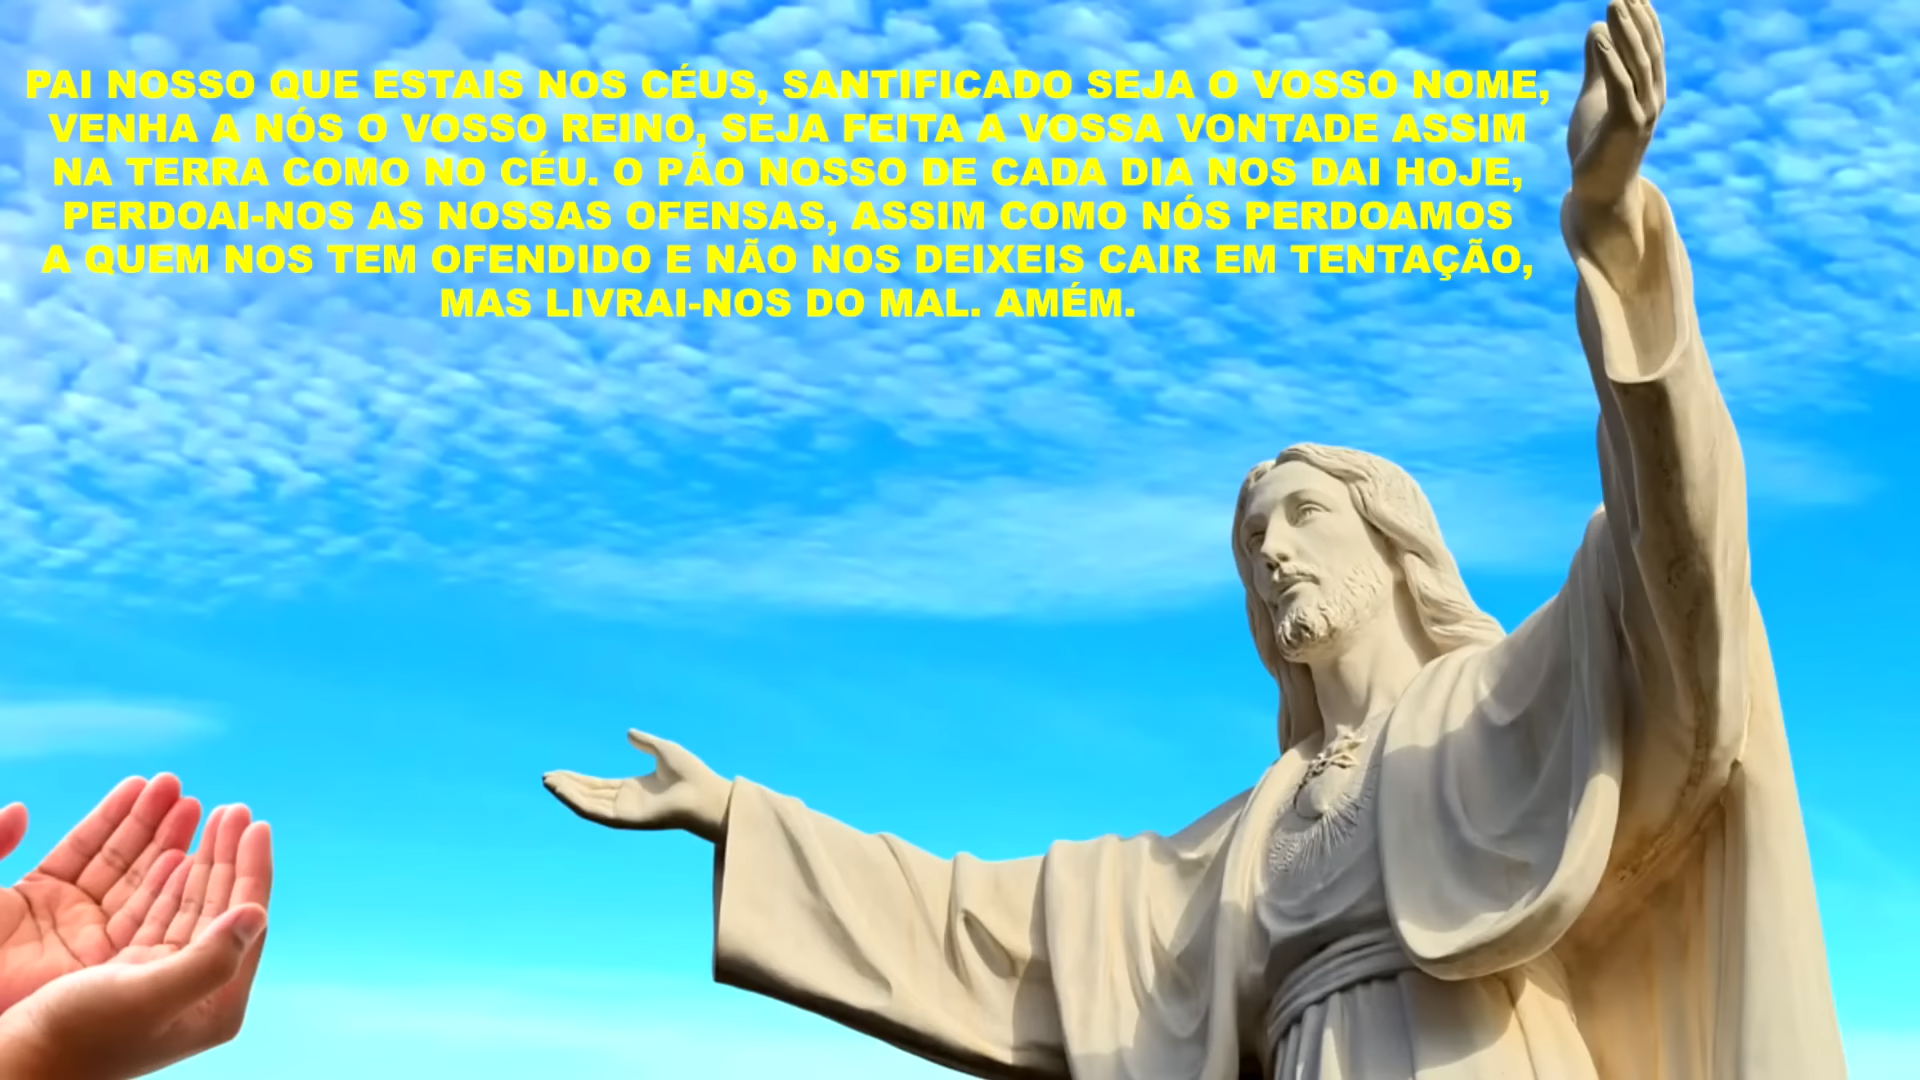 PAI NOSSO QUE ESTAIS NOS CÉUS, SANTIFICADO SEJA O VOSSO NOME,
VENHA A NÓS O VOSSO REINO, SEJA FEITA A VOSSA VONTADE ASSIM
NA TERRA COMO NO CÉU. O PÃO NOSSO DE CADA DIA NOS DAI HOJE,
PERDOAI-NOS AS NOSSAS OFENSAS, ASSIM COMO NÓS PERDOAMOS
A QUEM NOS TEM OFENDIDO E NÃO NOS DEIXEIS CAIR EM TENTAÇÃO,
MAS LIVRAI-NOS DO MAL. AMÉM.